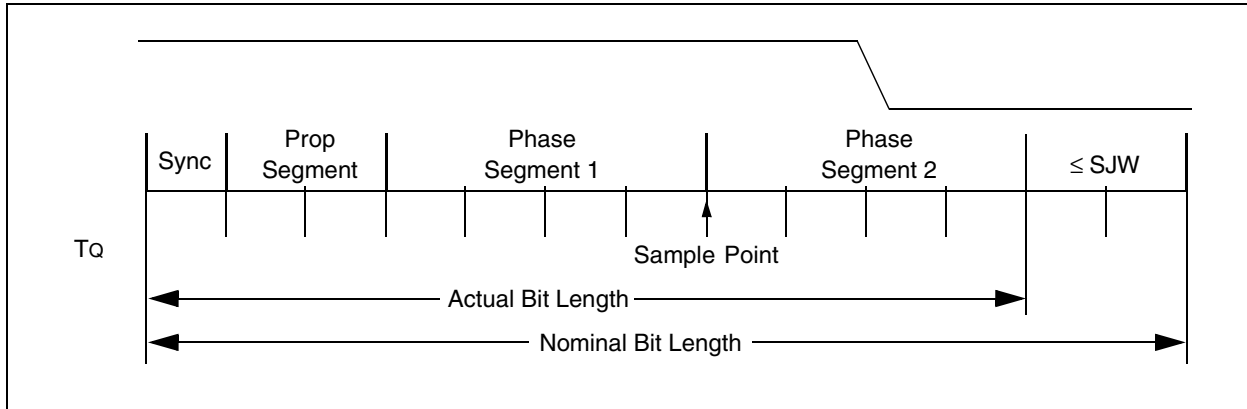 Sync
Prop
Segment
Phase
Segment 1
Phase
Segment 2
≤ SJW
TQ
Sample Point
Actual Bit Length
Nominal Bit Length